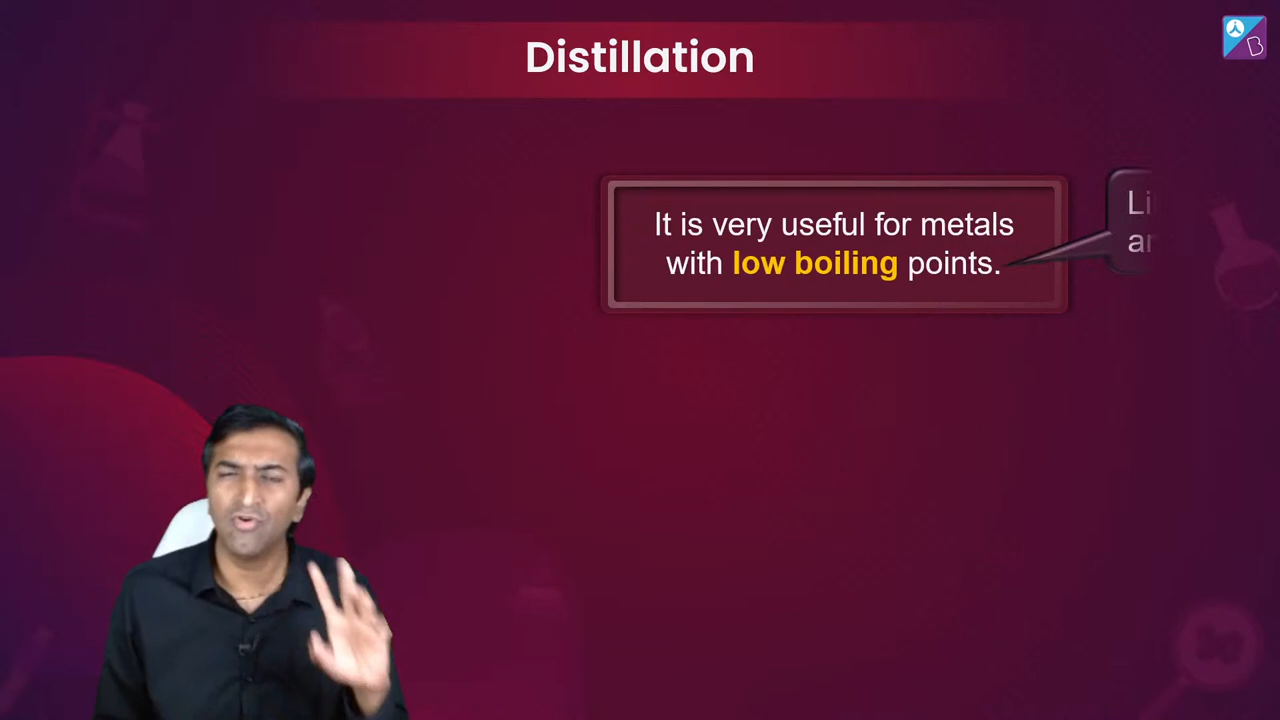 Distillation
It is very useful for metals
with low boiling points.